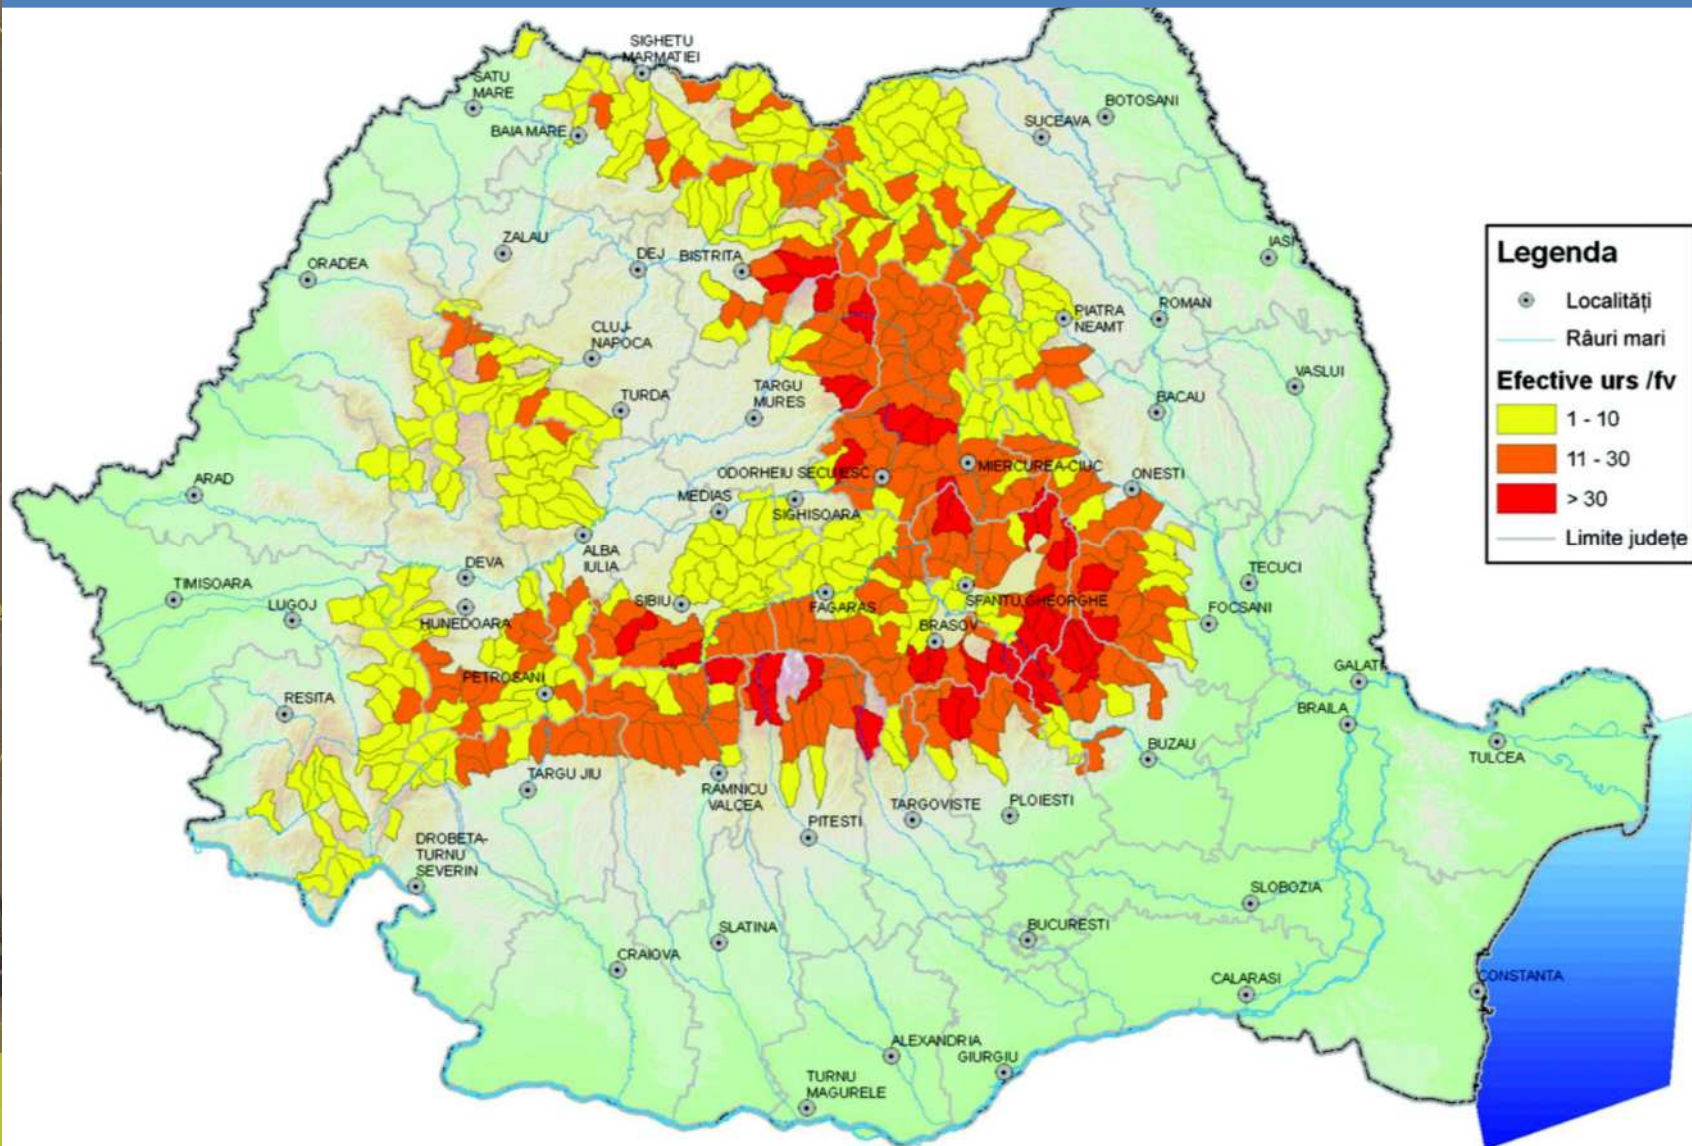 SIGHETU
MARMATIEI
SATU
MARE
BAIA MARE
BOTOSANI
SUCEAVA
ZALAU
DEJ
BISTRITA
IASI
ORADEA
CLUJ-
NAPOCA
PIATRA
NEAMT
ROMAN
TURDA
TARGU
MURES
BACAU
VASLUI
ARAD
ODORHEIU SECUIESC
MIERCUREA-CIUC
ONESTI
MEDIAS
SIGHISOARA
ALBA
IULIA
DEVA
TECUCI
TIMISOARA
LUGOJ
HUNEDOARA
SIBIU
FAGARAS
SFANTU GHEORGHE
FOCSANI
BRASOV
PETROSANI
GALATI
RESITA
BRAILA
TULCEA
BUZAU
TARGU JIU
RAMNICU
VALCEA
TARGOVISTE
PLOIESTI
PITESTI
DROBETA-
TURNU
SEVERIN
SLOBOZIA
SLATINA
BUCURESTI
CRAIOVA
CALARASI
CONSTANTA
ALEXANDRIA
GIURGIU
TURNU
MAGURELE
Legenda
Localități
Râuri mari
Efective urs /fv
1 - 10
11 - 30
> 30
Limite județe